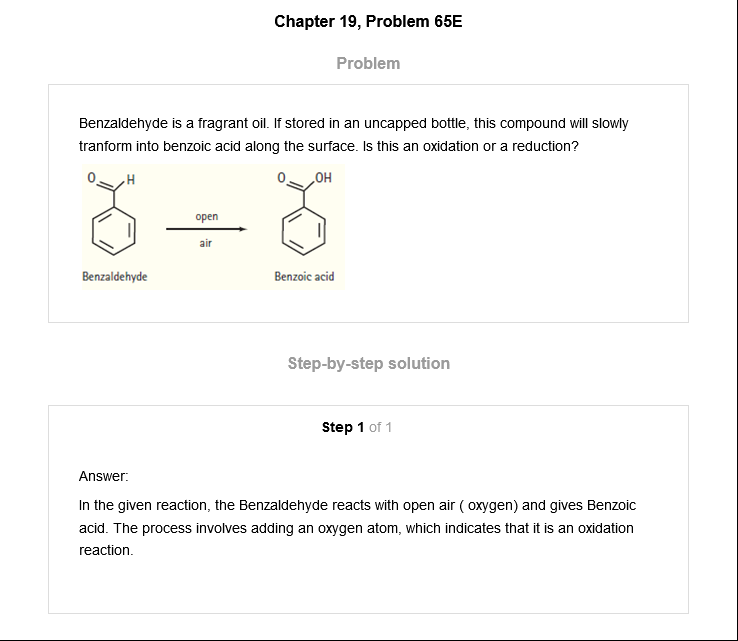 Chapter 19, Problem 65E
Problem
Benzaldehyde is a fragrant oil. If stored in an uncapped bottle, this compound will slowly
tranform into benzoic acid along the surface. Is this an oxidation or a reduction?
O H
open
air
Benzaldehyde
O OH
Benzoic acid
Step-by-step solution
Step 1 of 1
Answer:
In the given reaction, the Benzaldehyde reacts with open air ( oxygen) and gives Benzoic
acid. The process involves adding an oxygen atom, which indicates that it is an oxidation
reaction.